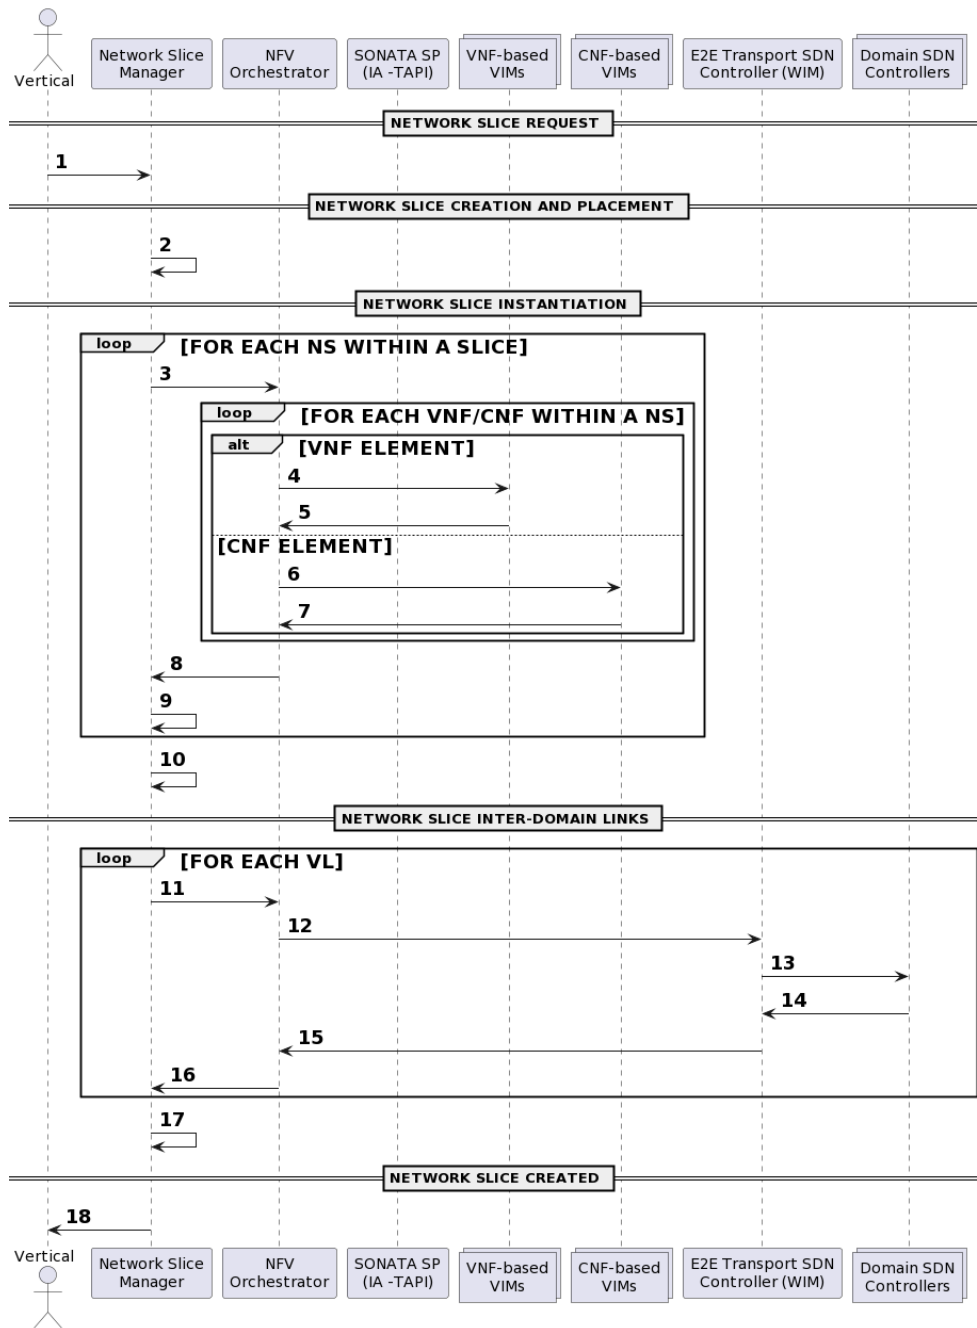 Vertical
Network Slice
Manager
NFV
Orchestrator
SONATA SP
(IA -TAPI)
VNF-based
VIMs
CNF-based
VIMs
E2E Transport SDN
Controller (WIM)
Domain SDN
Controllers
NETWORK SLICE REQUEST
1
NETWORK SLICE CREATION AND PLACEMENT
2
NETWORK SLICE INSTANTIATION
loop [FOR EACH NS WITHIN A SLICE]
3
loop [FOR EACH VNF/CNF WITHIN A NS]
alt [VNF ELEMENT]
4
5
[CNF ELEMENT]
6
7
8
9
10
NETWORK SLICE INTER-DOMAIN LINKS
loop [FOR EACH VL]
11
12
13
14
15
16
17
NETWORK SLICE CREATED
18
Vertical
Network Slice
Manager
NFV
Orchestrator
SONATA SP
(IA -TAPI)
VNF-based
VIMs
CNF-based
VIMs
E2E Transport SDN
Controller (WIM)
Domain SDN
Controllers